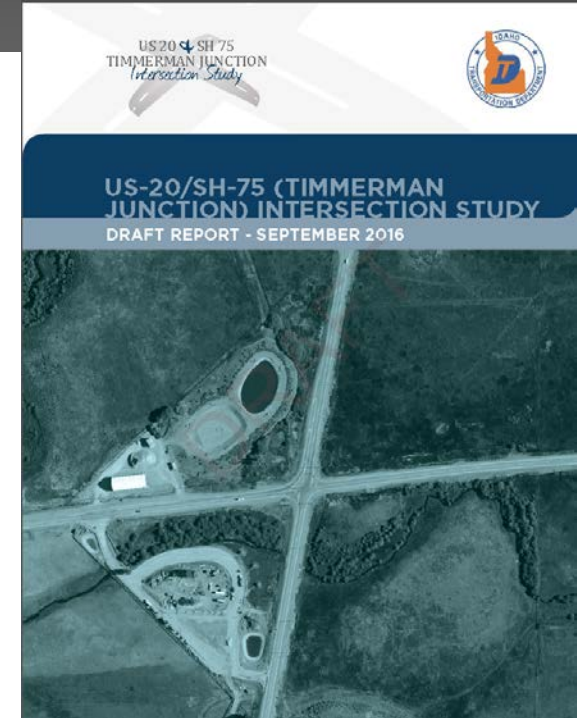 US 20 & SH 75
TIMMERMAN JUNCTION
Intersection Study
IDAHO
TRANSPORTATION DEPARTMENT
US-20/SH-75 (TIMMERMAN
JUNCTION) INTERSECTION STUDY
DRAFT REPORT - SEPTEMBER 2016
DRAFT